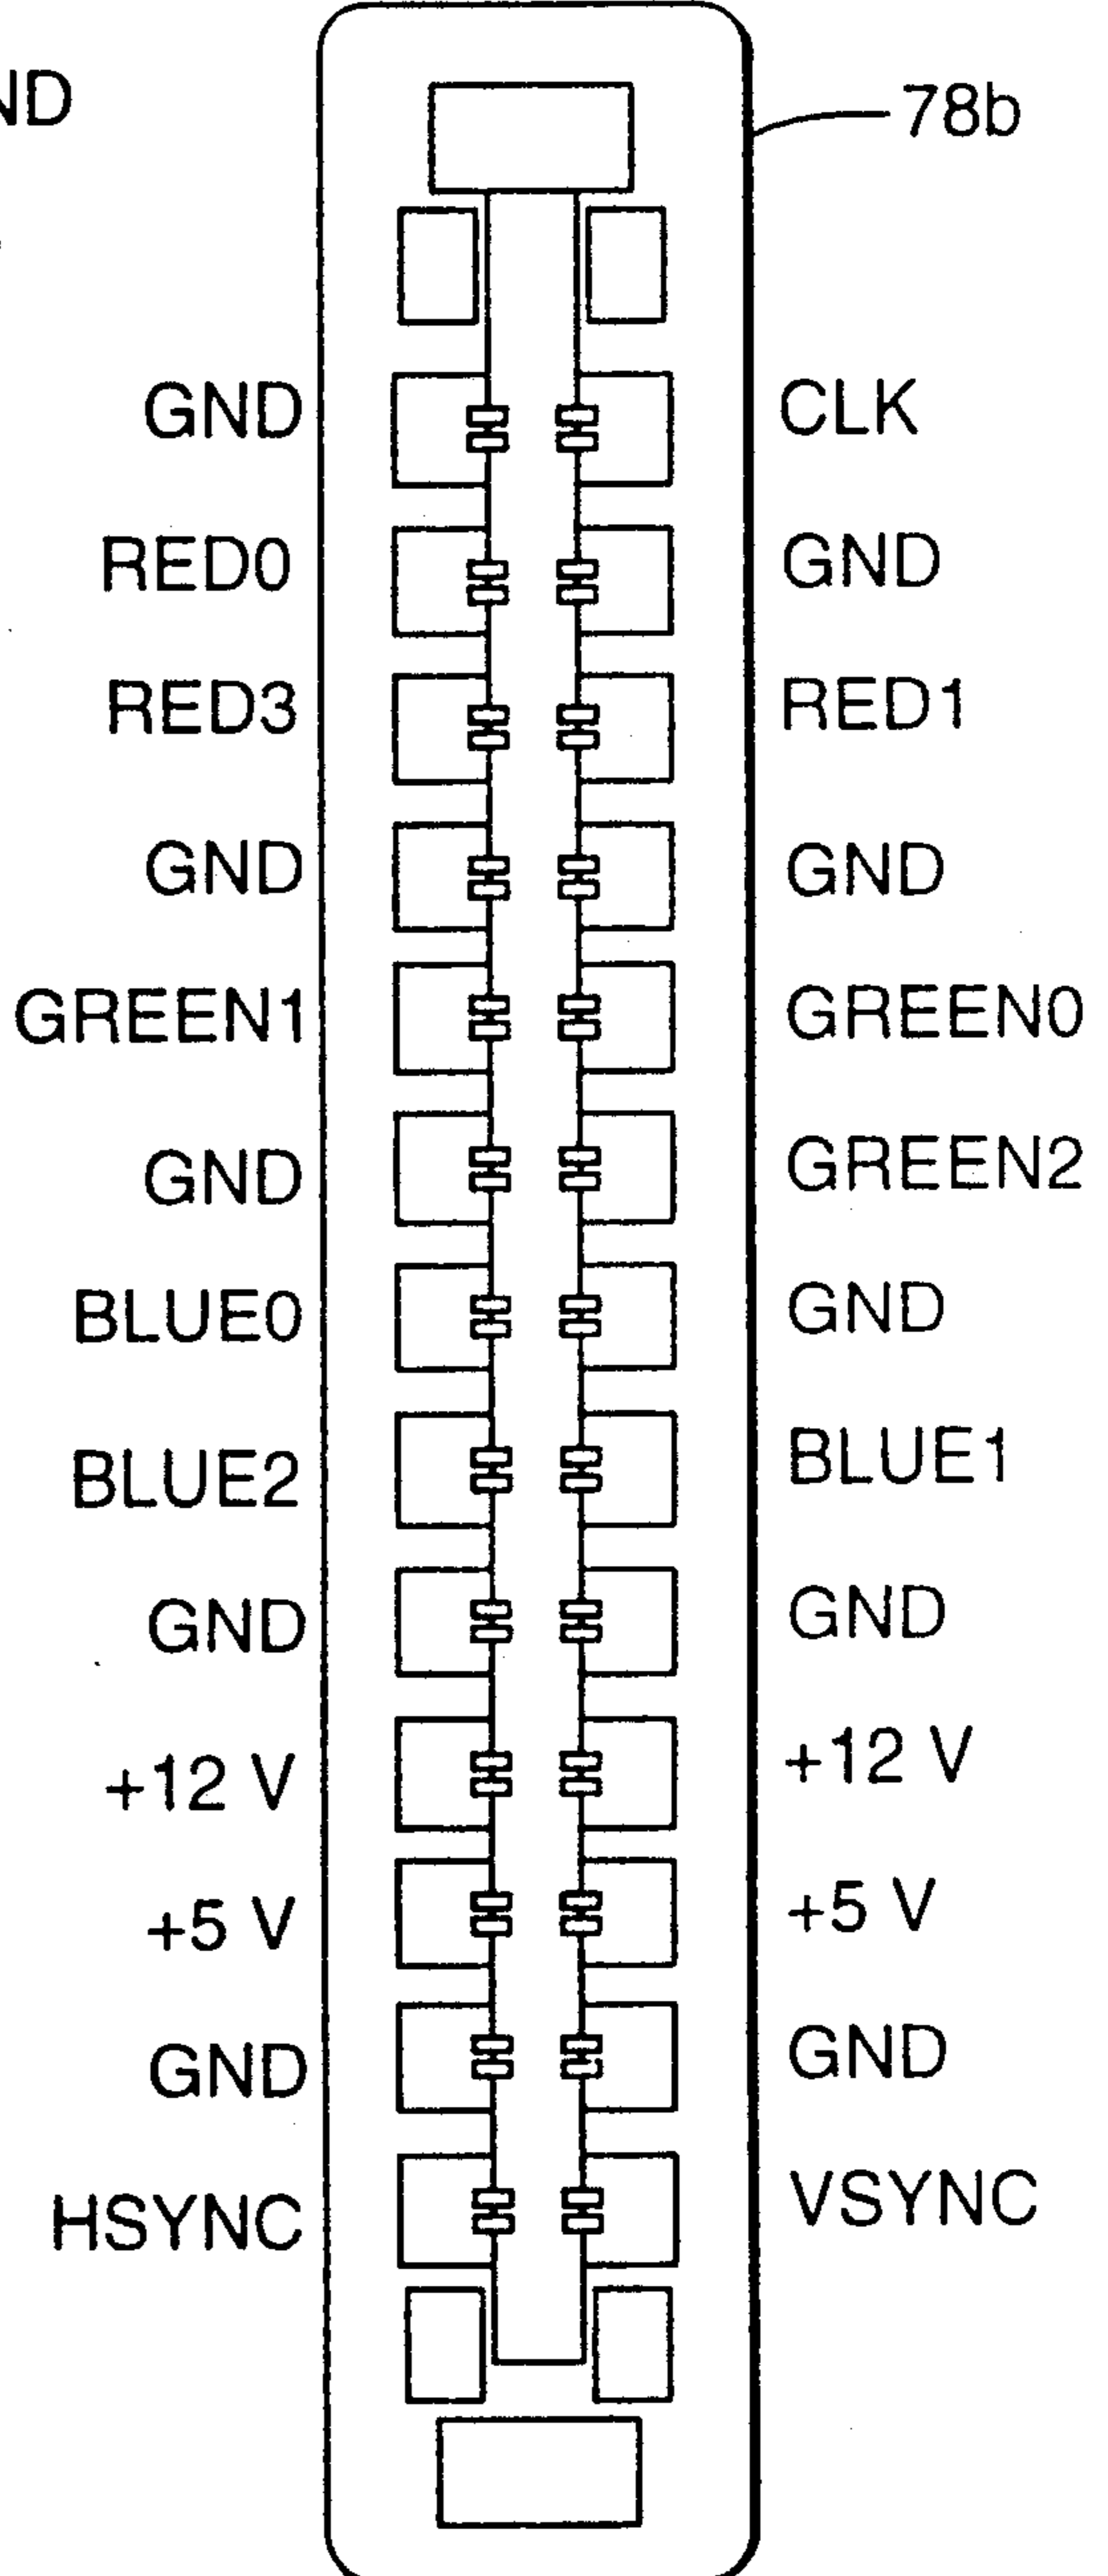 78b
GND CLK
RED0 GND
RED3 RED1
GND GND
GREEN1 GREEN0
GND GREEN2
BLUE0 GND
BLUE2 BLUE1
GND GND
+12 V +12 V
+5 V +5 V
GND GND
HSYNC VSYNC